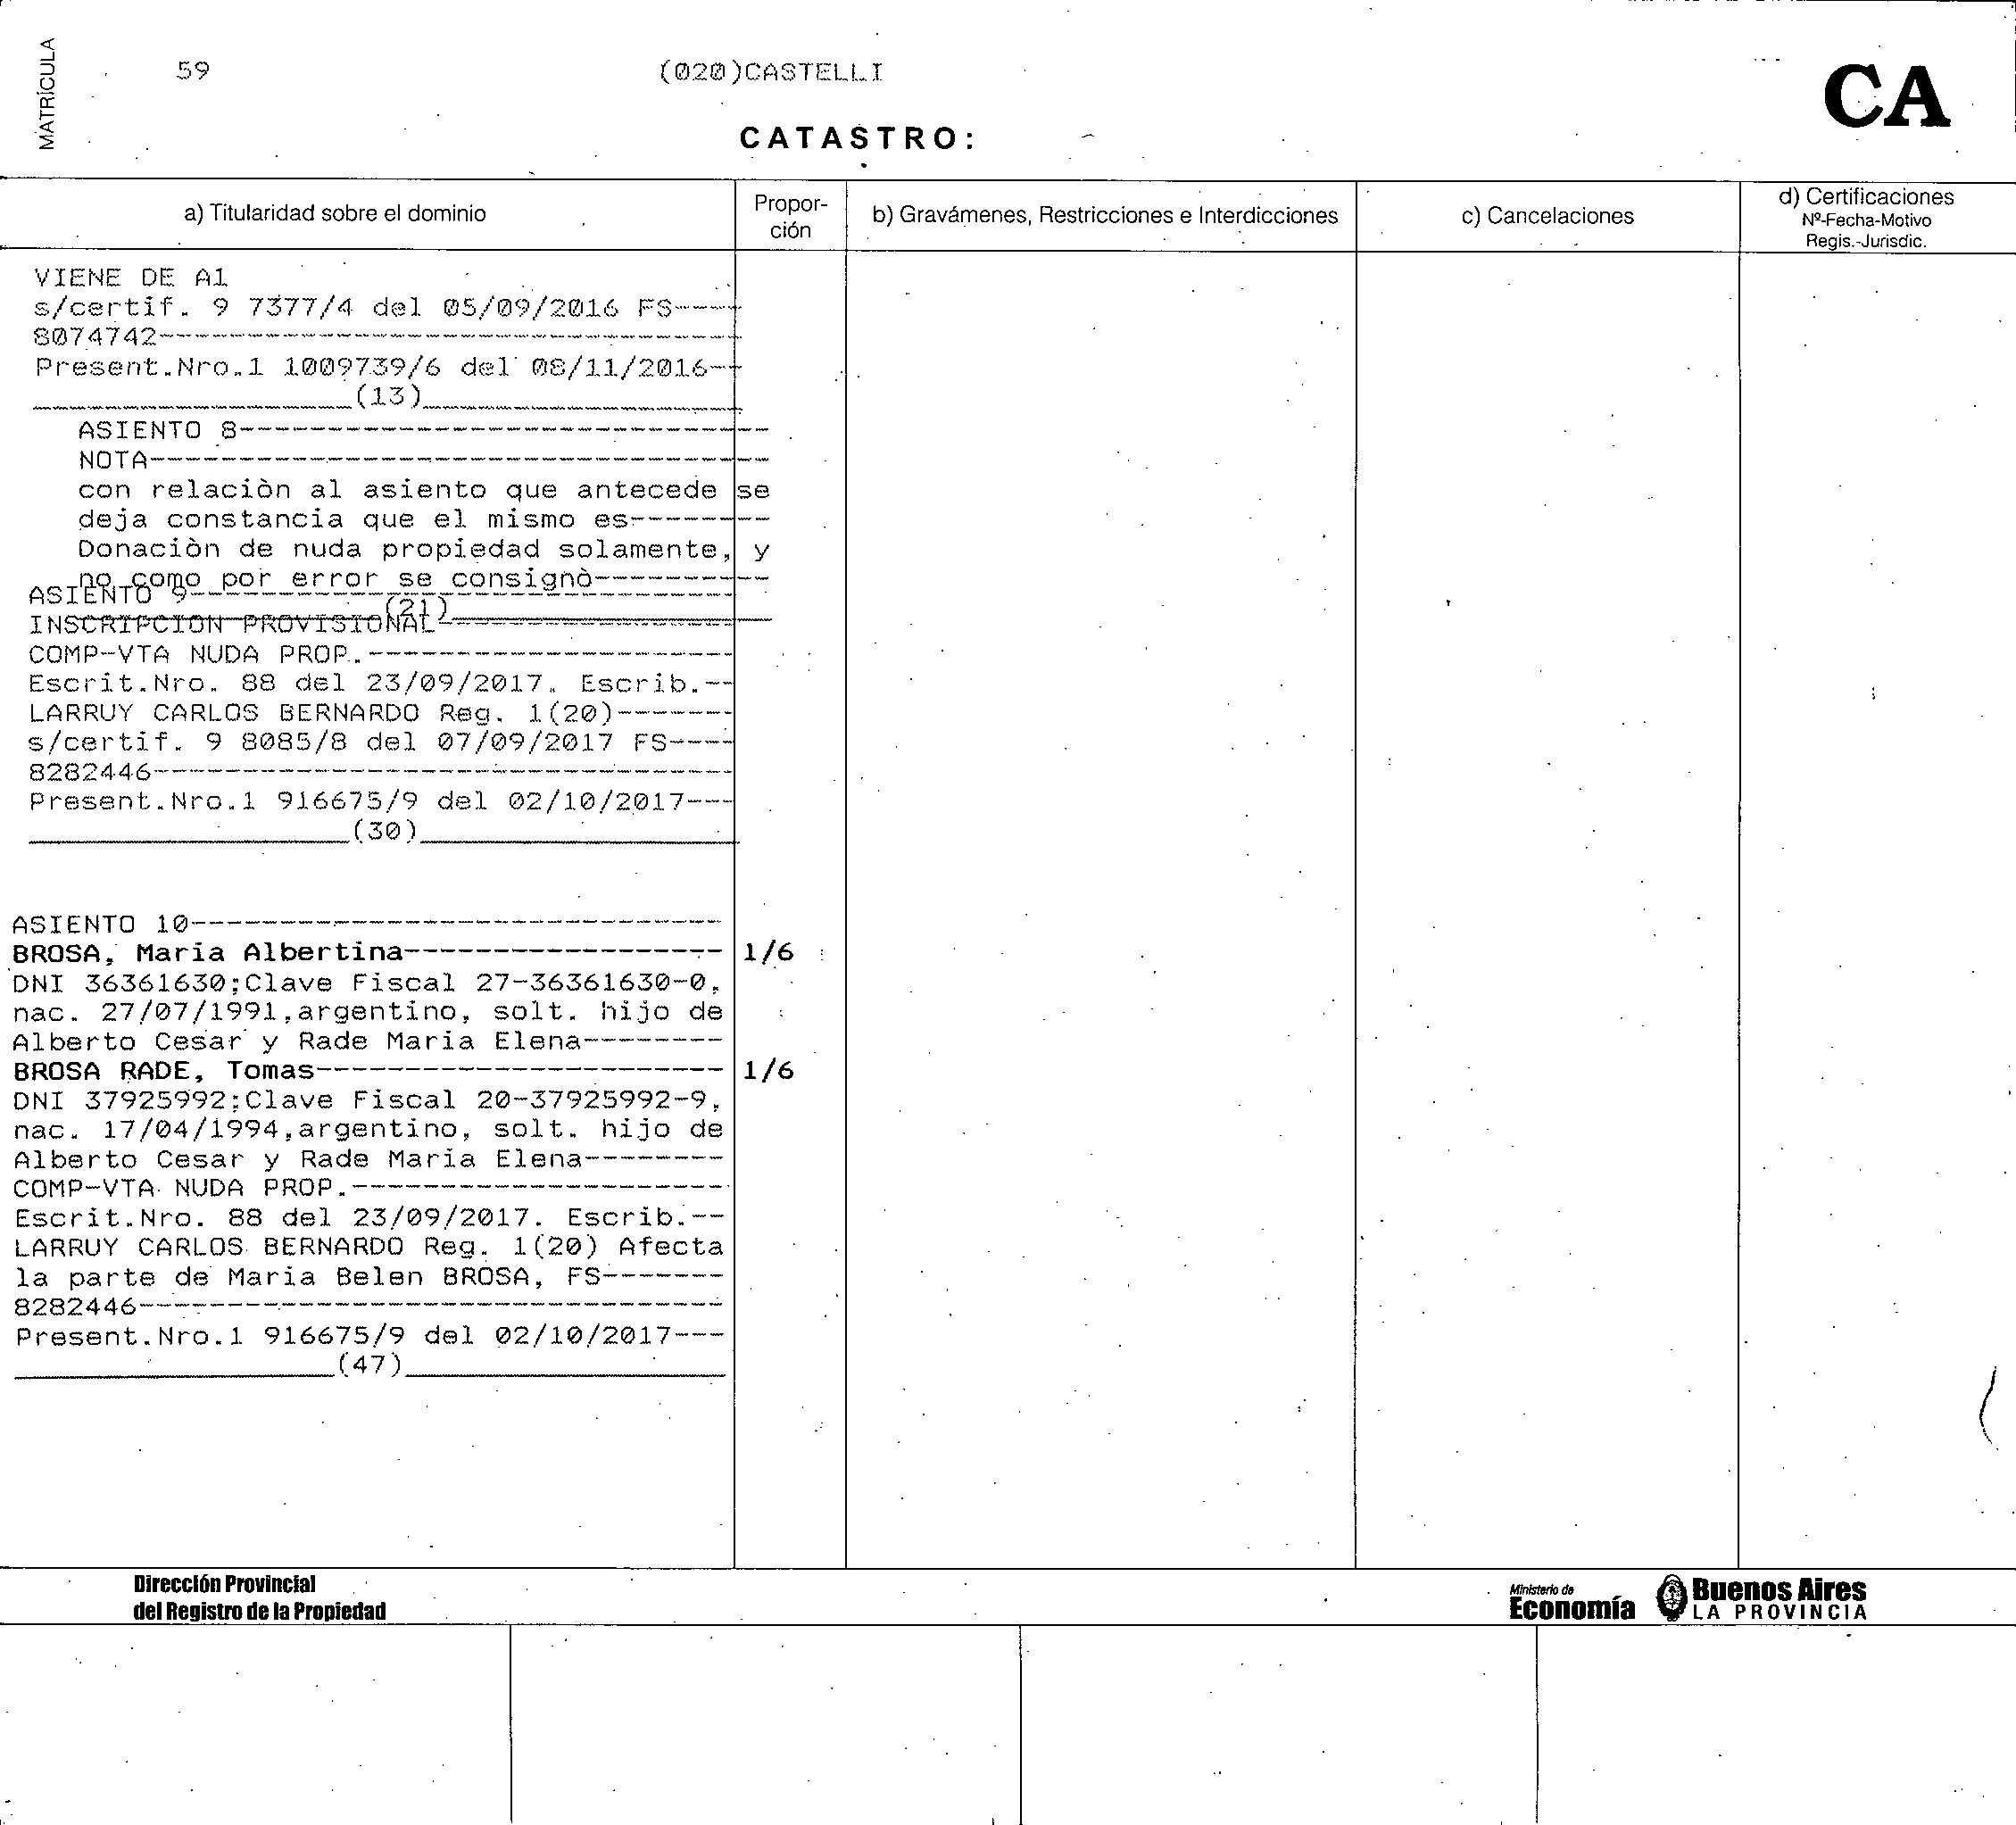 MATRÍCULA
59
(020)CASTELLI
CA
CATASTRO:
a) Titularidad sobre el dominio
Propor-
ción
b) Gravámenes, Restricciones e Interdicciones
c) Cancelaciones
d) Certificaciones
Nº-Fecha-Motivo
Regis.-Jurisdic.
VIENE DE A1
s/certif. 9 7377/4 del 05/09/2016 FS----
8074742---------------------------------
Present.Nro.1 1009739/6 del 08/11/2016--
__________________(13)__________________
ASIENTO 8------------------------------
NOTA-----------------------------------
con relaciòn al asiento que antecede se
deja constancia que el mismo es--------
Donaciòn de nuda propiedad solamente, y
no como por error se consignò----------
(21)
ASIENTO 9-------------------------------
INSCRIPCION PROVISIONAL-----------------
COMP-VTA NUDA PROP.---------------------
Escrit.Nro. 88 del 23/09/2017. Escrib.--
LARRUY CARLOS BERNARDO Reg. 1(20)-------
s/certif. 9 8085/8 del 07/09/2017 FS----
8282446---------------------------------
Present.Nro.1 916675/9 del 02/10/2017---
__________________(30)__________________
ASIENTO 10------------------------------
BROSA, Maria Albertina------------------ 1/6
DNI 36361630;Clave Fiscal 27-36361630-0,
nac. 27/07/1991,argentino, solt. hijo de
Alberto Cesar y Rade Maria Elena--------
BROSA RADE, Tomas----------------------- 1/6
DNI 37925992;Clave Fiscal 20-37925992-9,
nac. 17/04/1994,argentino, solt. hijo de
Alberto Cesar y Rade Maria Elena--------
COMP-VTA NUDA PROP.---------------------
Escrit.Nro. 88 del 23/09/2017. Escrib.--
LARRUY CARLOS BERNARDO Reg. 1(20) Afecta
la parte de Maria Belen BROSA, FS-------
8282446---------------------------------
Present.Nro.1 916675/9 del 02/10/2017---
__________________(47)__________________
Dirección Provincial
del Registro de la Propiedad
Ministerio de
Economía
Buenos Aires
LA PROVINCIA